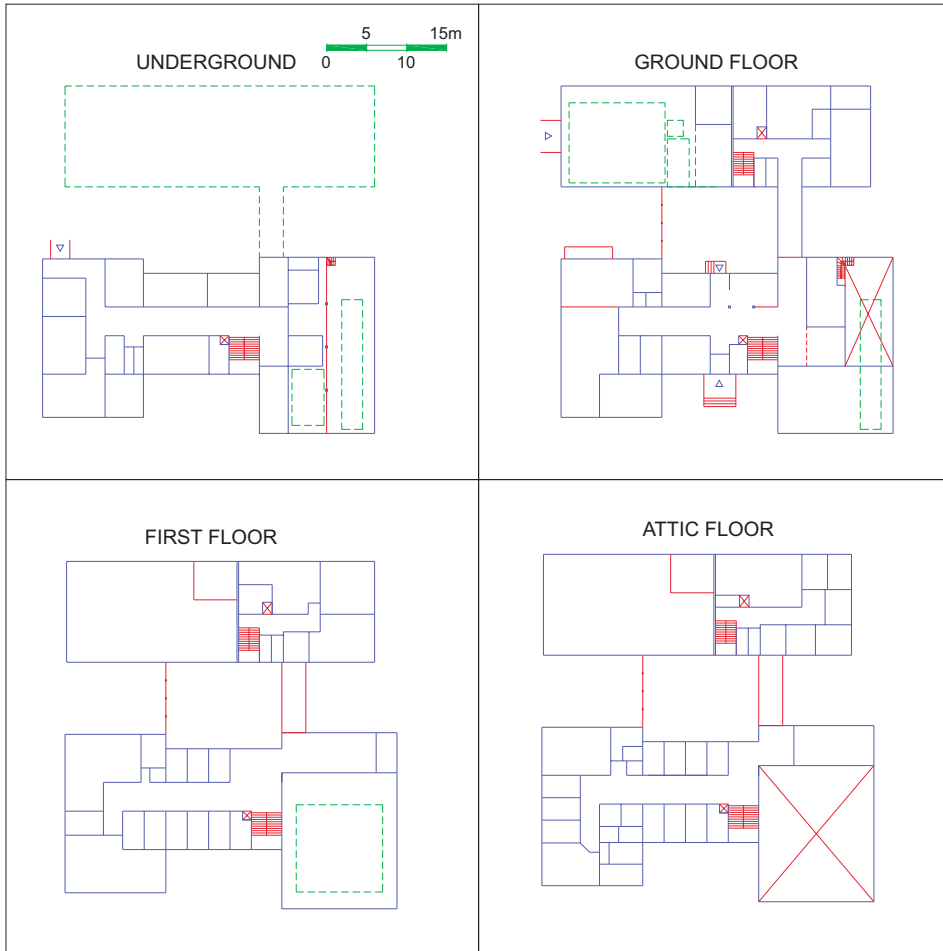 5 15m
UNDERGROUND
0 10
GROUND FLOOR
FIRST FLOOR
ATTIC FLOOR